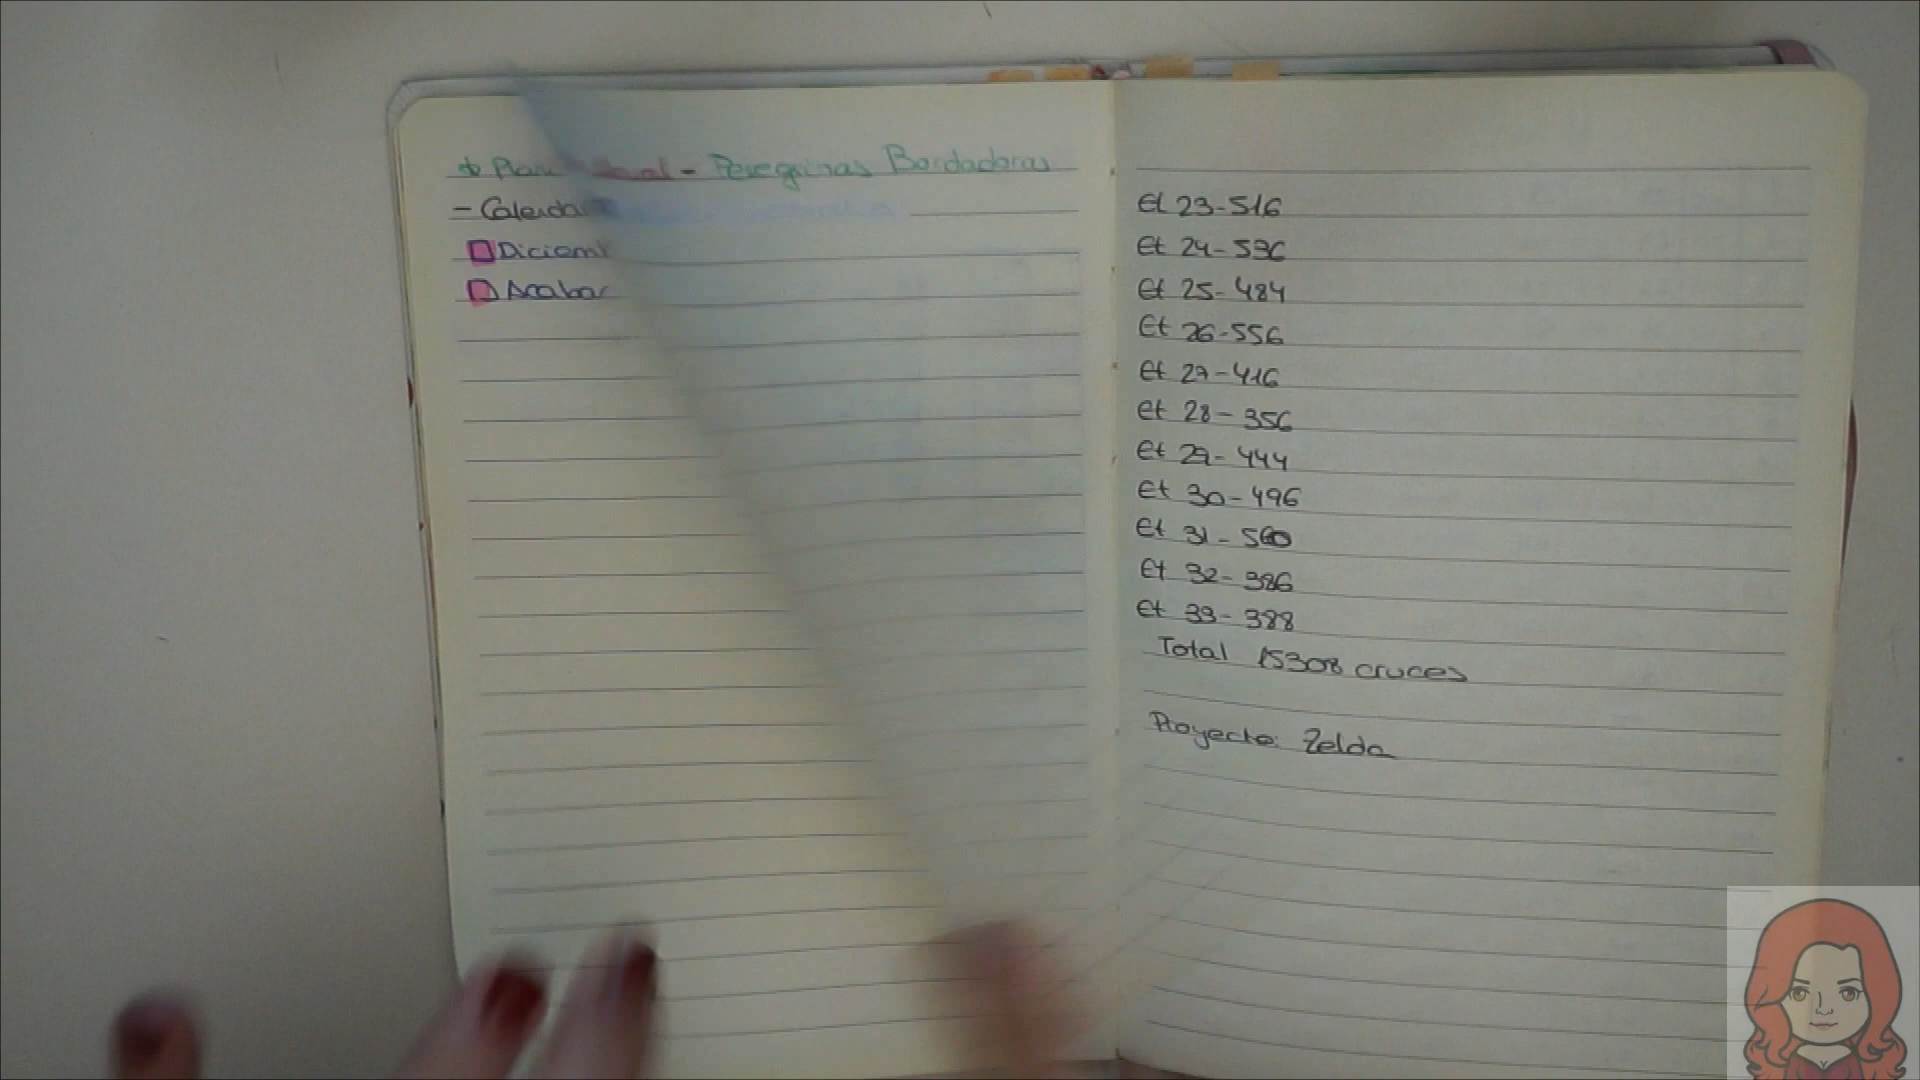 - Peregrinas Bordadoras
- Calenda
Diciem
Acabar
Et 23-516
Et 24-536
Et 25-484
Et 26-556
Et 27-416
Et 28-356
Et 29-444
Et 30-496
Et 31-560
Et 32-386
Et 33-388
Total 15308 cruces
Proyecto: Zelda